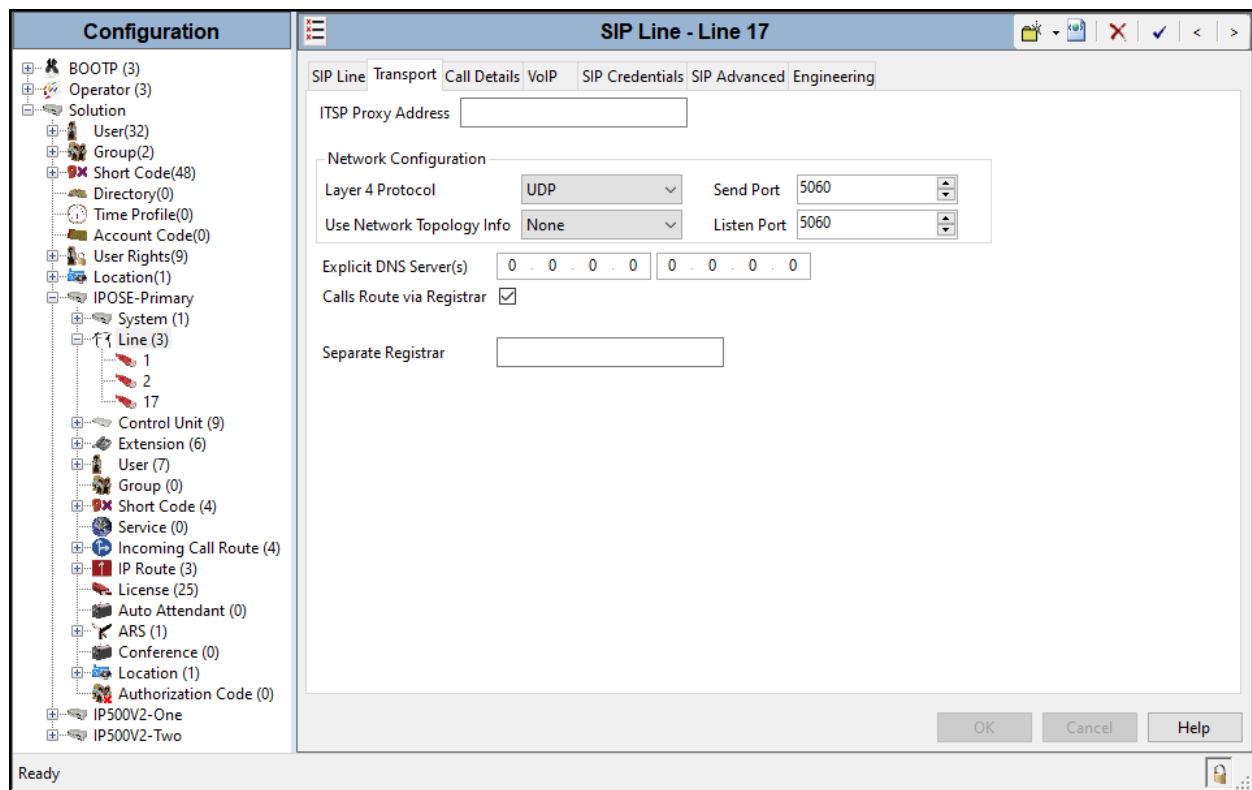 Configuration
BOOTP (3)
Operator (3)
Solution
User(32)
Group(2)
Short Code(48)
Directory(0)
Time Profile(0)
Account Code(0)
User Rights(9)
Location(1)
IPOSE-Primary
System (1)
Line (3)
1
2
17
Control Unit (9)
Extension (6)
User (7)
Group (0)
Short Code (4)
Service (0)
Incoming Call Route (4)
IP Route (3)
License (25)
Auto Attendant (0)
ARS (1)
Conference (0)
Location (1)
Authorization Code (0)
IP500V2-One
IP500V2-Two
SIP Line - Line 17
SIP Line Transport Call Details VoIP SIP Credentials SIP Advanced Engineering
ITSP Proxy Address
Network Configuration
Layer 4 Protocol UDP Send Port 5060
Use Network Topology Info None Listen Port 5060
Explicit DNS Server(s) 0 . 0 . 0 . 0 0 . 0 . 0 . 0
Calls Route via Registrar
Separate Registrar
OK Cancel Help
Ready